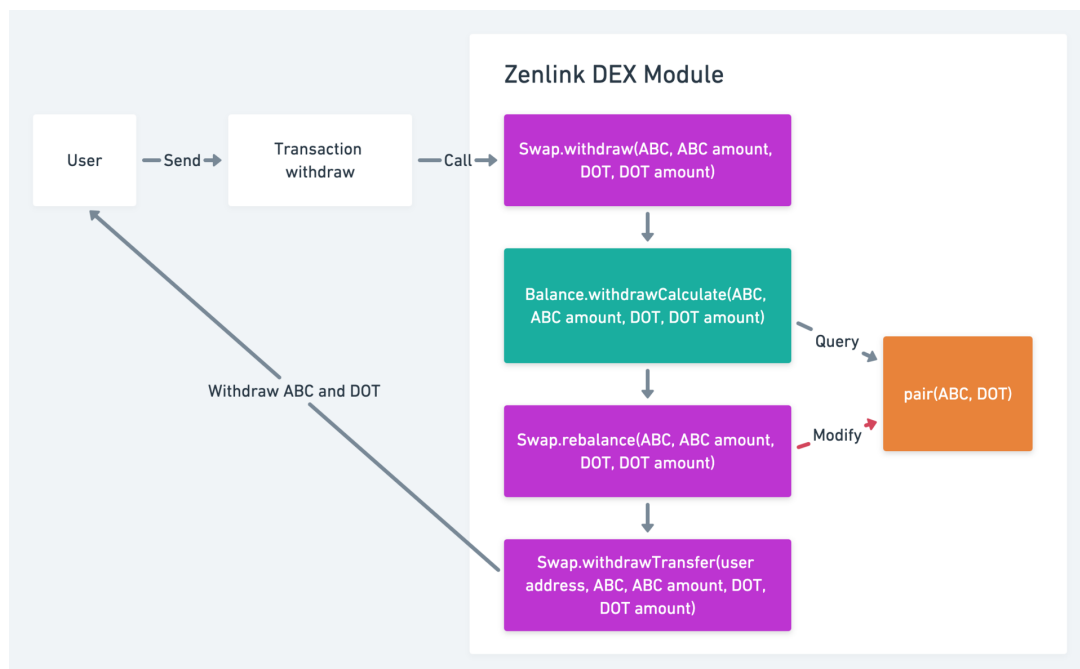 Zenlink DEX Module
User
Send
Transaction
withdraw
Call
Swap.withdraw(ABC, ABC amount,
DOT, DOT amount)
Balance.withdrawCalculate(ABC,
ABC amount, DOT, DOT amount)
Query
pair(ABC, DOT)
Withdraw ABC and DOT
Swap.rebalance(ABC, ABC amount,
DOT, DOT amount)
Modify
Swap.withdrawTransfer(user
address, ABC, ABC amount, DOT,
DOT amount)